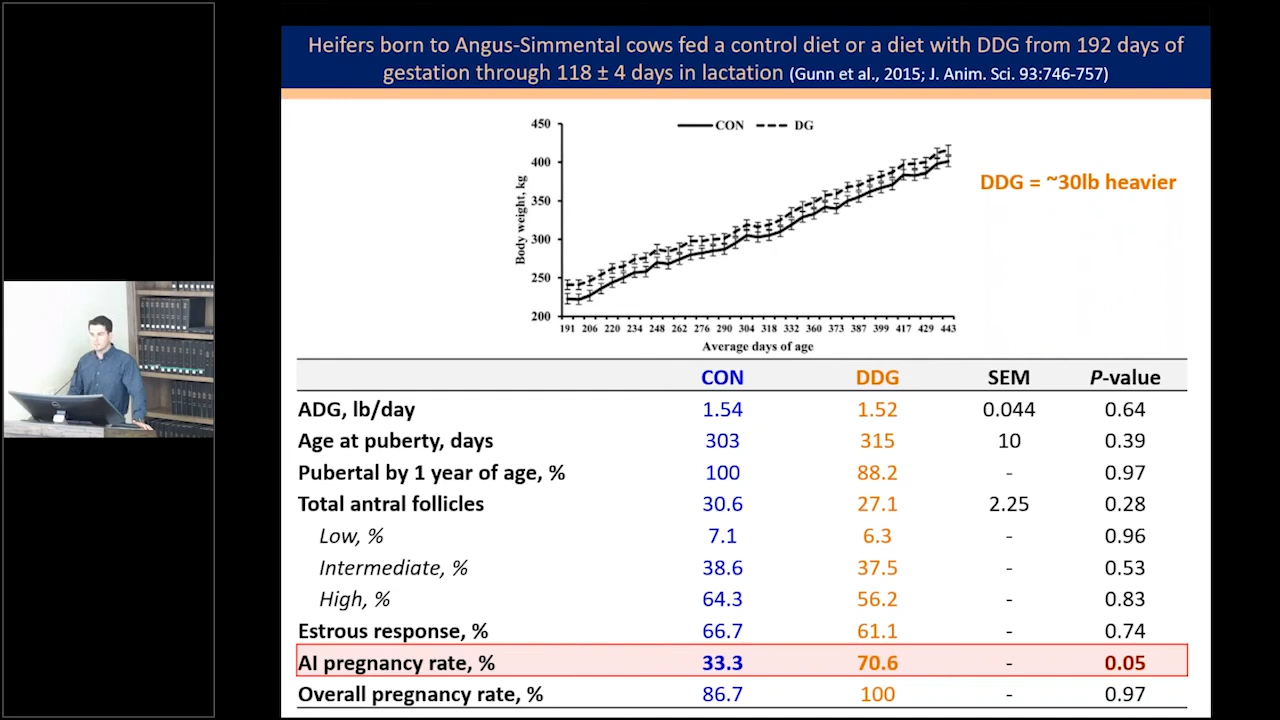 Heifers born to Angus-Simmental cows fed a control diet or a diet with DDG from 192 days of
gestation through 118 ± 4 days in lactation (Gunn et al., 2015; J. Anim. Sci. 93:746-757)
450
CON DG
400
DDG = ~30lb heavier
350
Body weight, kg
300
250
200
191 206 220 234 248 262 276 290 304 318 332 360 373 387 399 417 429 443
Average days of age
CON DDG SEM P-value
ADG, lb/day 1.54 1.52 0.044 0.64
Age at puberty, days 303 315 10 0.39
Pubertal by 1 year of age, % 100 88.2 - 0.97
Total antral follicles 30.6 27.1 2.25 0.28
Low, % 7.1 6.3 - 0.96
Intermediate, % 38.6 37.5 - 0.53
High, % 64.3 56.2 - 0.83
Estrous response, % 66.7 61.1 - 0.74
AI pregnancy rate, % 33.3 70.6 - 0.05
Overall pregnancy rate, % 86.7 100 - 0.97